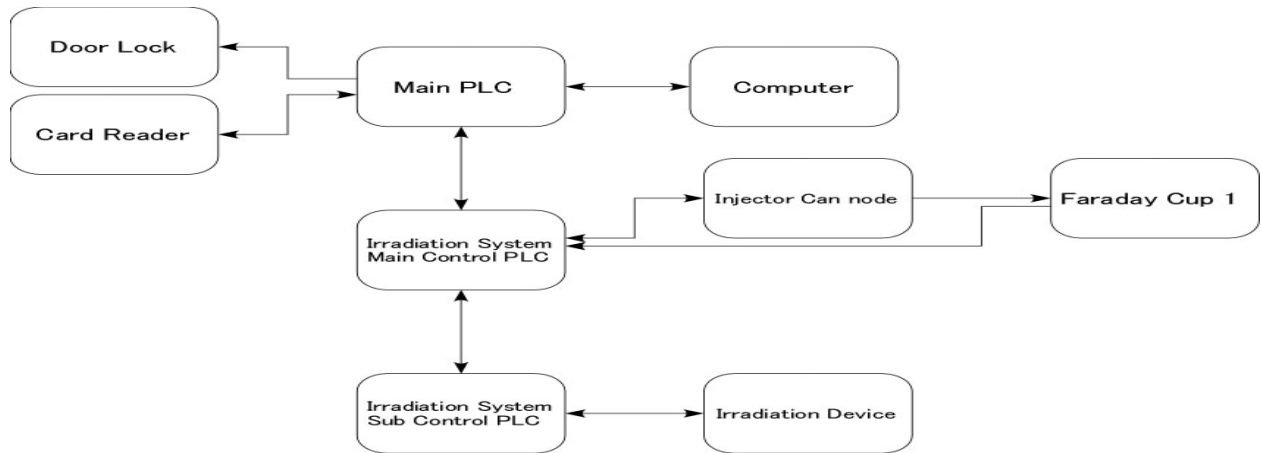 Door Lock
Main PLC
Computer
Card Reader
Injector Can node
Faraday Cup 1
Irradiation System
Main Control PLC
Irradiation System
Sub Control PLC
Irradiation Device